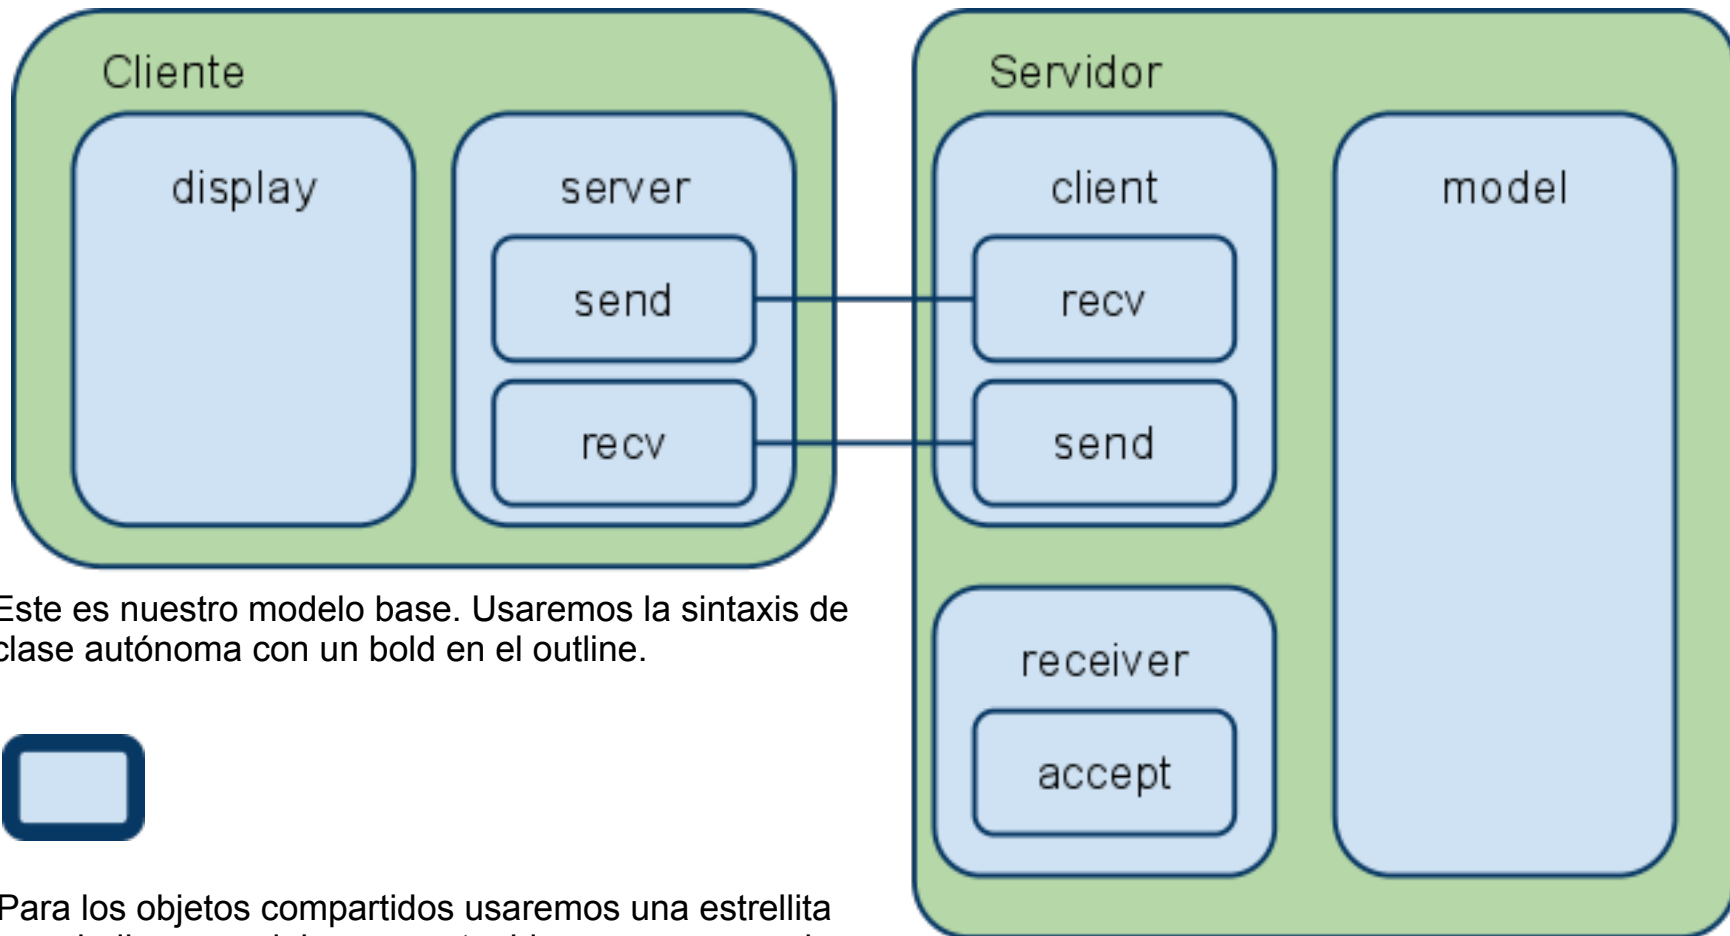 Cliente
display
server
send
recv
Servidor
client
model
recv
send
receiver
accept
Este es nuestro modelo base. Usaremos la sintaxis de
clase autónoma con un bold en el outline.
Para los objetos compartidos usaremos una estrellita